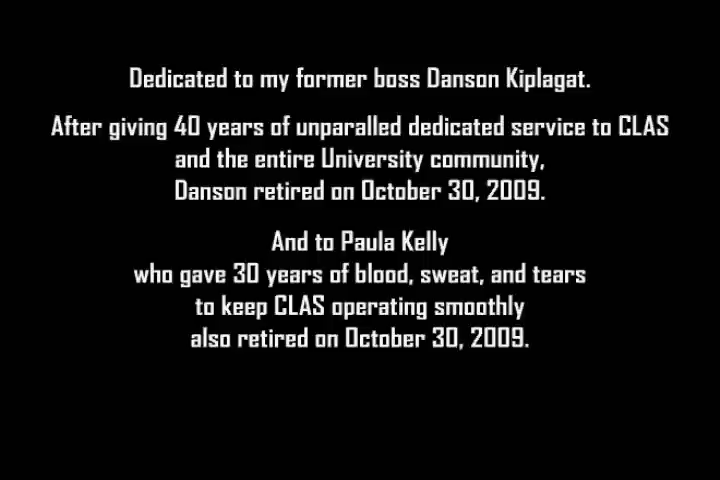 Dedicated to my former boss Danson Kiplagat.
After giving 40 years of unparalled dedicated service to CLAS
and the entire University community,
Danson retired on October 30, 2009.
And to Paula Kelly
who gave 30 years of blood, sweat, and tears
to keep CLAS operating smoothly
also retired on October 30, 2009.